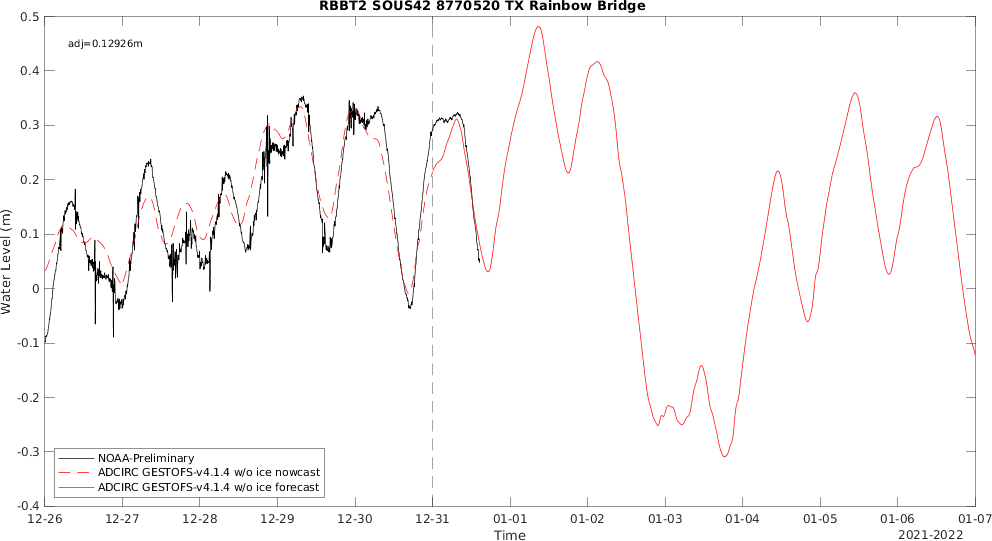 RBBT2 SOUS42 8770520 TX Rainbow Bridge
adj=0.12926m
0.5
0.4
0.3
0.2
0.1
0
-0.1
-0.2
-0.3
-0.4
Water Level (m)
NOAA-Preliminary
ADCIRC GESTOFS-v4.1.4 w/o ice nowcast
ADCIRC GESTOFS-v4.1.4 w/o ice forecast
12-26 12-27 12-28 12-29 12-30 12-31 01-01 01-02 01-03 01-04 01-05 01-06 01-07
Time
2021-2022